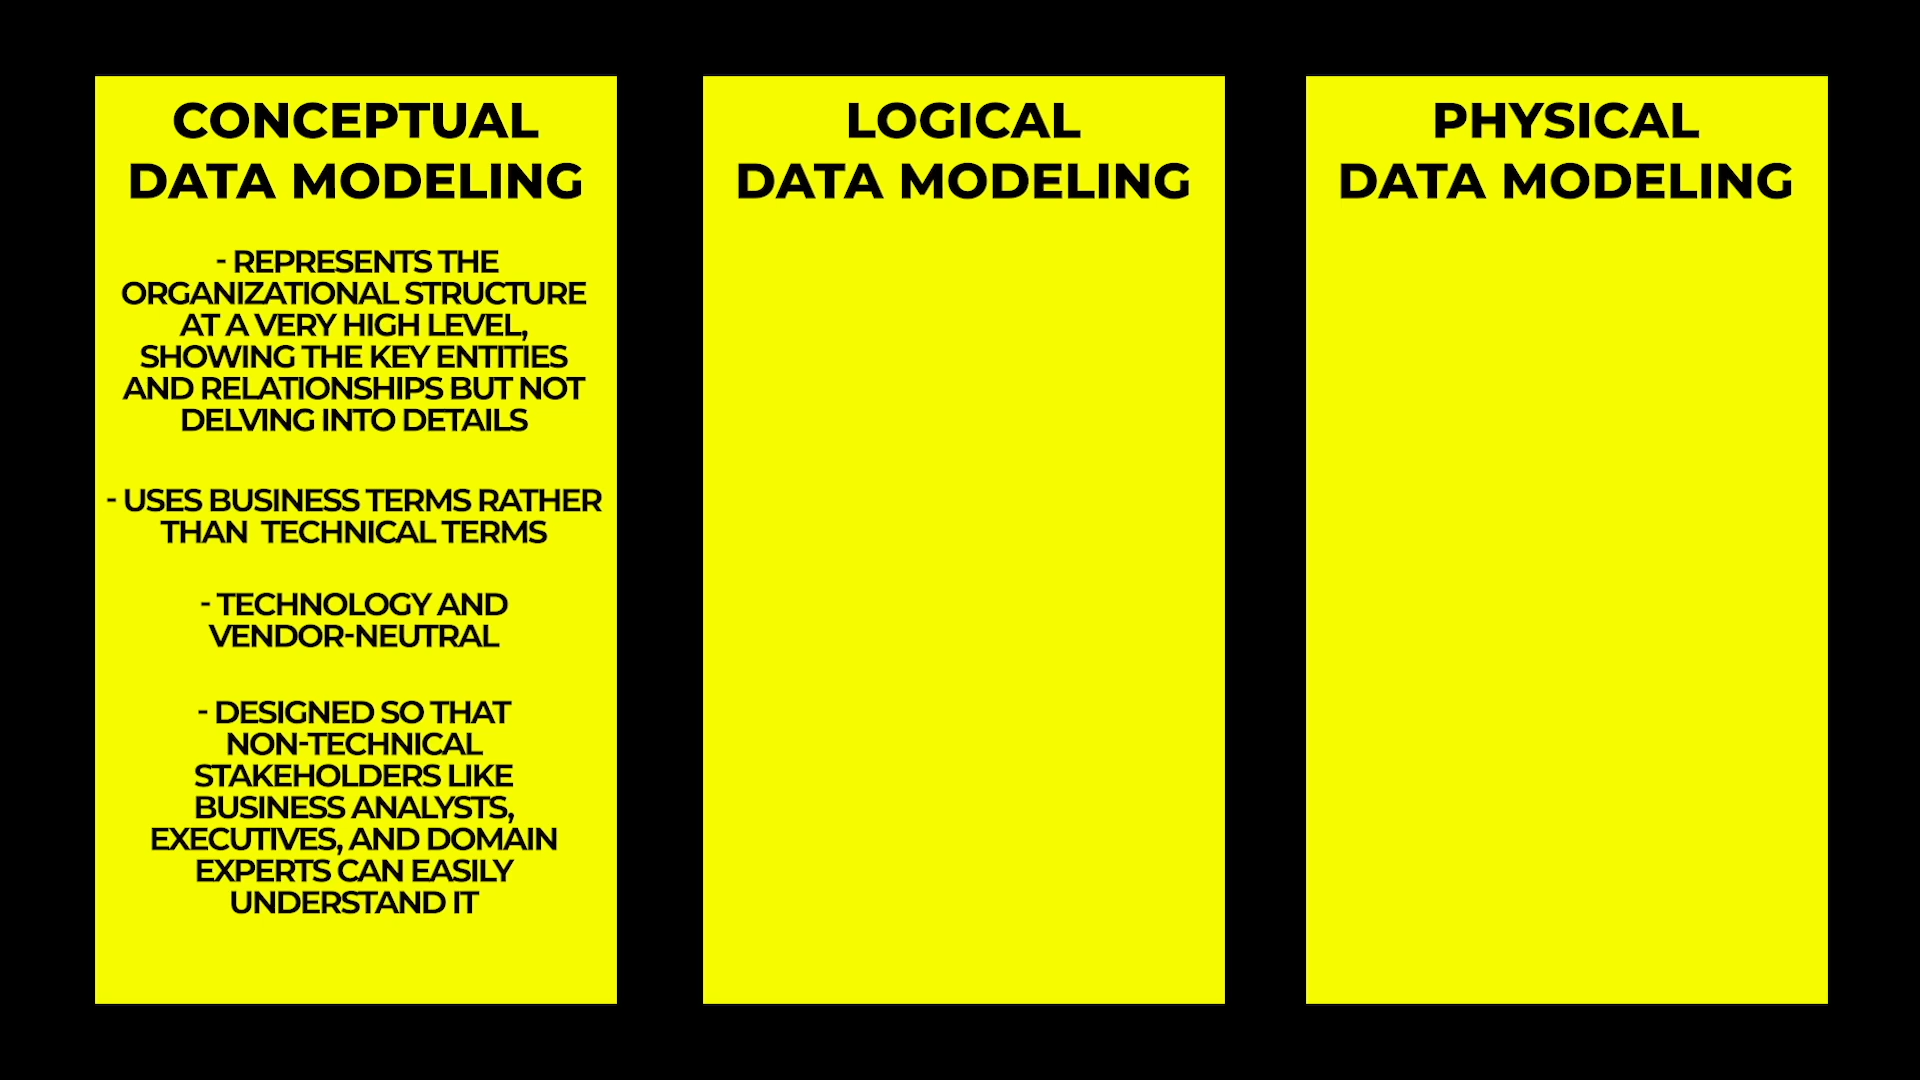 CONCEPTUAL
DATA MODELING
- REPRESENTS THE
ORGANIZATIONAL STRUCTURE
AT A VERY HIGH LEVEL,
SHOWING THE KEY ENTITIES
AND RELATIONSHIPS BUT NOT
DELVING INTO DETAILS
- USES BUSINESS TERMS RATHER
THAN  TECHNICAL TERMS
- TECHNOLOGY AND
VENDOR-NEUTRAL
- DESIGNED SO THAT
NON-TECHNICAL
STAKEHOLDERS LIKE
BUSINESS ANALYSTS,
EXECUTIVES, AND DOMAIN
EXPERTS CAN EASILY
UNDERSTAND IT
LOGICAL
DATA MODELING
PHYSICAL
DATA MODELING